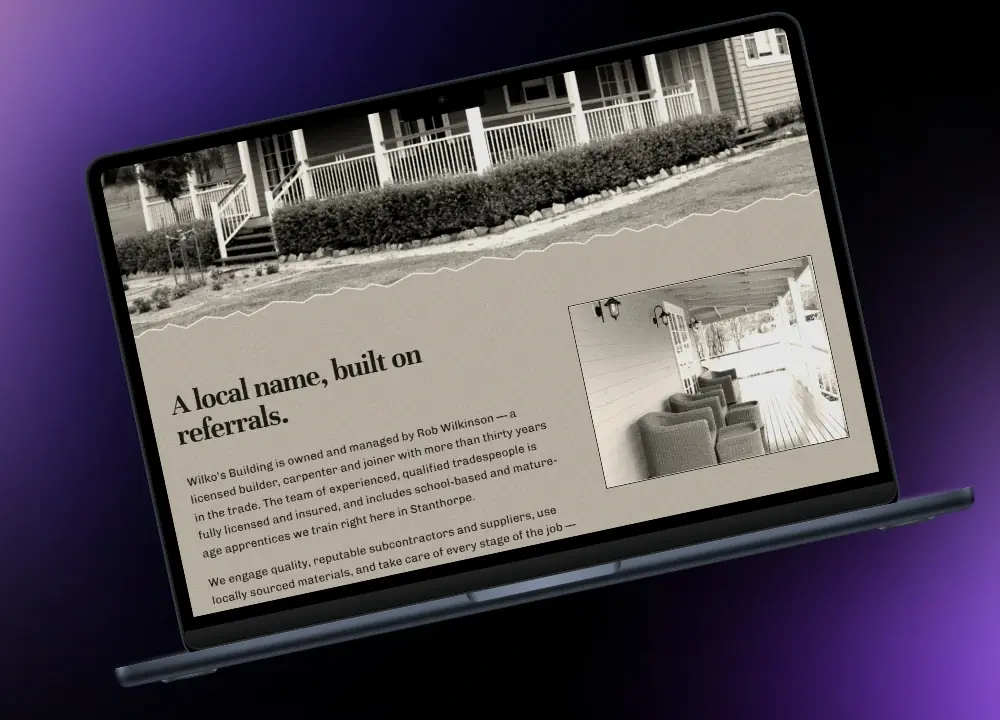 A local name, built on
referrals.
Wilko's Building is owned and managed by Rob Wilkinson — a
licensed builder, carpenter and joiner with more than thirty years
in the trade. The team of experienced, qualified tradespeople is
fully licensed and insured, and includes school-based and mature-
age apprentices we train right here in Stanthorpe.
We engage quality, reputable subcontractors and suppliers, use
locally sourced materials, and take care of every stage of the job —